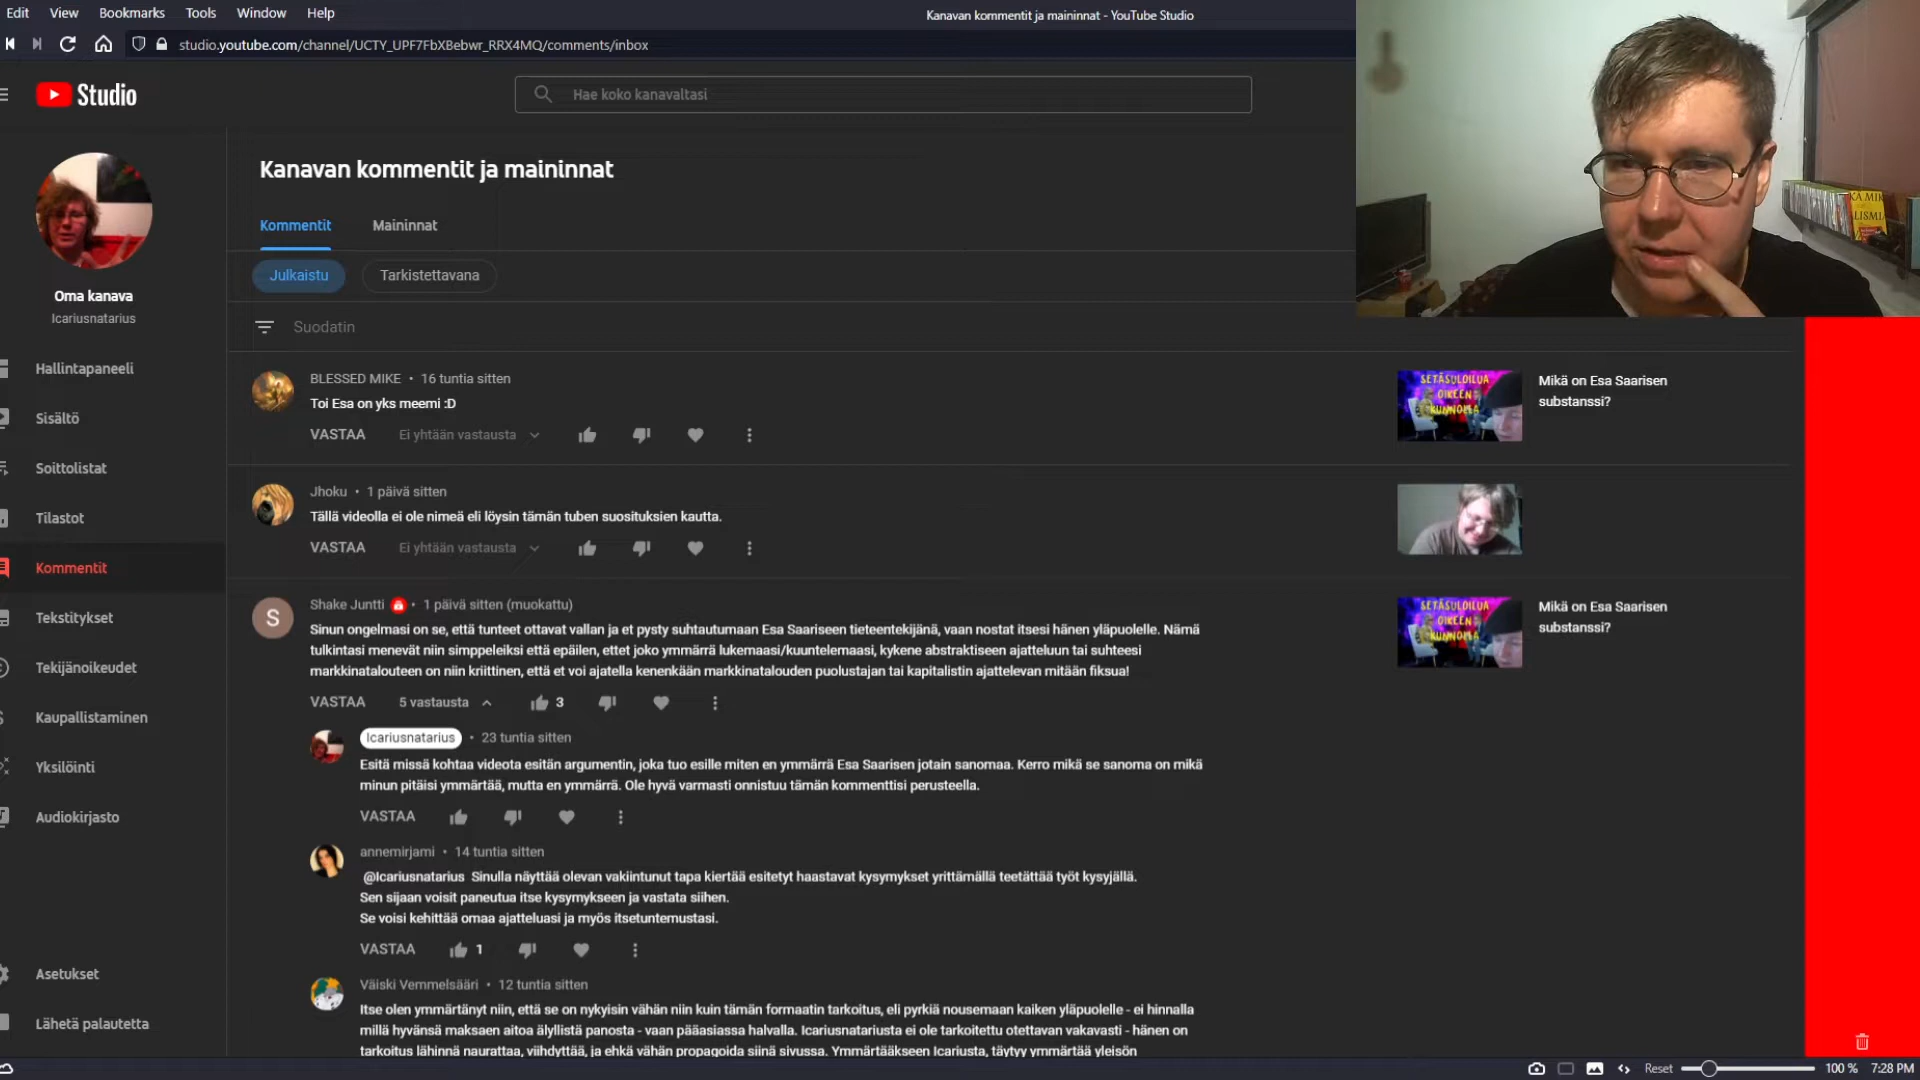 Edit View Bookmarks Tools Window Help
Kanavan kommentit ja maininnat - YouTube Studio
studio.youtube.com/channel/UCTY_UPF7FbXBebwr_RRX4MQ/comments/inbox
Studio
Hae koko kanavaltasi
Oma kanava
Icariusnatarius
Hallintapaneeli
Sisältö
Soittolistat
Tilastot
Kommentit
Tekstitykset
Tekijänoikeudet
Kaupallistaminen
Yksilöinti
Audiokirjasto
Asetukset
Lähetä palautetta
Kanavan kommentit ja maininnat
Kommentit Maininnat
Julkaistu Tarkistettavana
Suodatin
BLESSED MIKE • 16 tuntia sitten
Toi Esa on yks meemi :D
VASTAA Ei yhtään vastausta
SETÄSULOILUA
OIKEEN
KUNNOLLA
Mikä on Esa Saarisen
substanssi?
Jhoku • 1 päivä sitten
Tällä videolla ei ole nimeä eli löysin tämän tuben suosituksien kautta.
VASTAA Ei yhtään vastausta
S
Shake Juntti • 1 päivä sitten (muokattu)
Sinun ongelmasi on se, että tunteet ottavat vallan ja et pysty suhtautumaan Esa Saariseen tieteentekijänä, vaan nostat itsesi hänen yläpuolelle. Nämä
tulkintasi menevät niin simppeleiksi että epäilen, ettet joko ymmärrä lukemaasi/kuuntelemaasi, kykene abstraktiseen ajatteluun tai suhteesi
markkinatalouteen on niin kriittinen, että et voi ajatella kenenkään markkinatalouden puolustajan tai kapitalistin ajattelevan mitään fiksua!
VASTAA 5 vastausta 3
SETÄSULOILUA
OIKEEN
KUNNOLLA
Mikä on Esa Saarisen
substanssi?
Icariusnatarius • 23 tuntia sitten
Esitä missä kohtaa videota esitän argumentin, joka tuo esille miten en ymmärrä Esa Saarisen jotain sanomaa. Kerro mikä se sanoma on mikä
minun pitäisi ymmärtää, mutta en ymmärrä. Ole hyvä varmasti onnistuu tämän kommenttisi perusteella.
VASTAA
annemirjami • 14 tuntia sitten
@Icariusnatarius Sinulla näyttää olevan vakiintunut tapa kiertää esitetyt haastavat kysymykset yrittämällä teetättää työt kysyjällä.
Sen sijaan voisit paneutua itse kysymykseen ja vastata siihen.
Se voisi kehittää omaa ajatteluasi ja myös itsetuntemustasi.
VASTAA 1
Väiski Vemmelsääri • 12 tuntia sitten
Itse olen ymmärtänyt niin, että se on nykyisin vähän niin kuin tämän formaatin tarkoitus, eli pyrkiä nousemaan kaiken yläpuolelle - ei hinnalla
millä hyvänsä maksaen aitoa älyllistä panosta - vaan pääasiassa halvalla. Icariusnatariusta ei ole tarkoitettu otettavan vakavasti - hänen on
tarkoitus lähinnä naurattaa, viihdyttää, ja ehkä vähän propagoida siinä sivussa. Ymmärtääkseen Icariusta, täytyy ymmärtää yleisön
Reset 100 % 7:28 PM